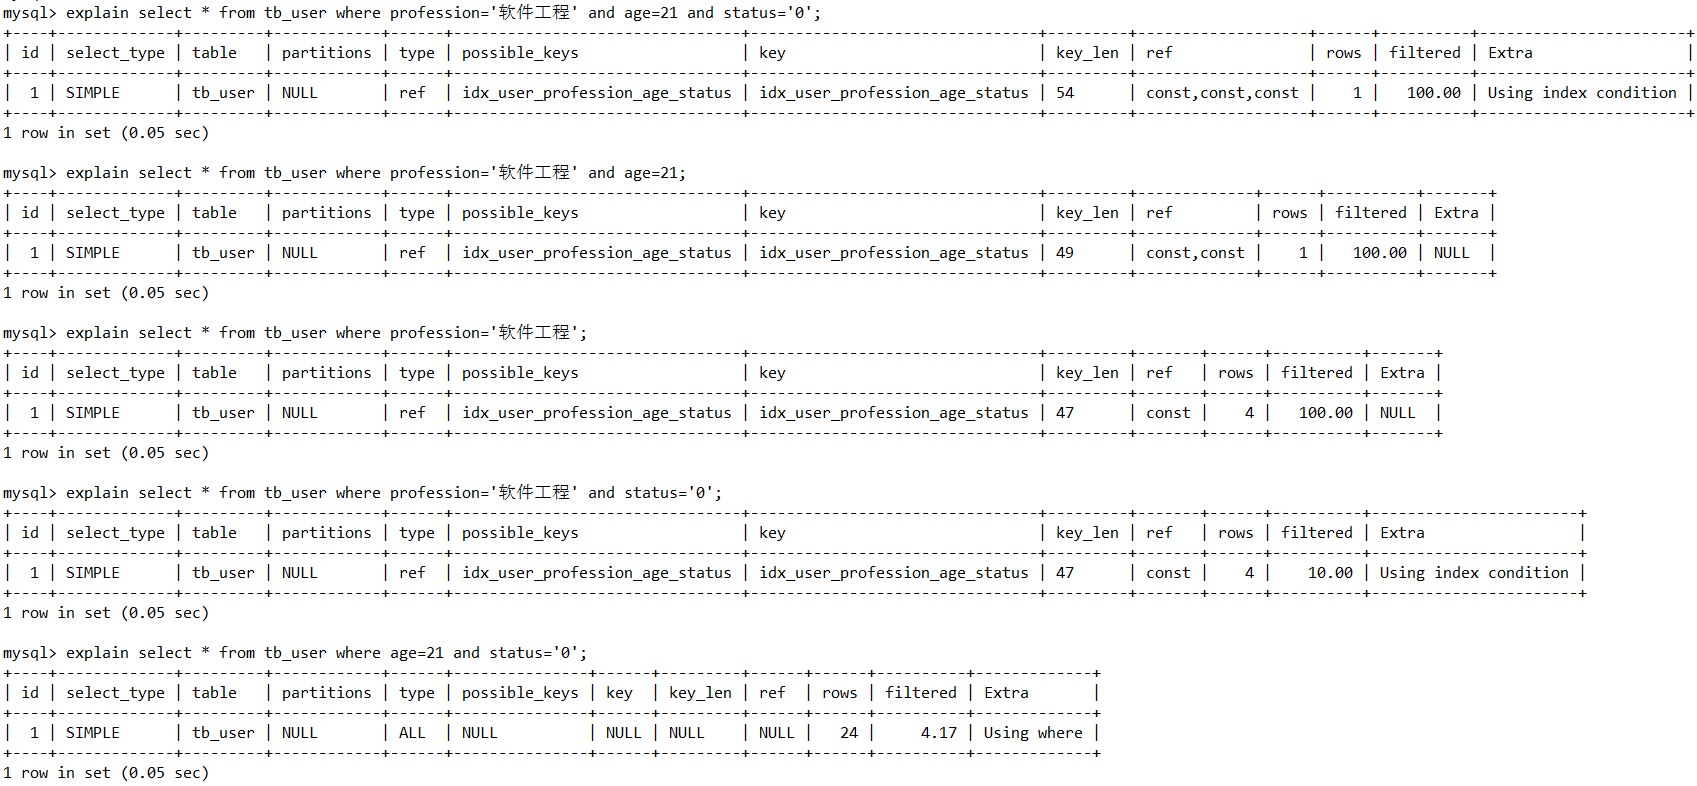 mysql> explain select * from tb_user where profession='软件工程' and age=21 and status='0';
+----+-------------+---------+------------+------+--------------------------------+--------------------------------+---------+-------------------+------+----------+-----------------------+
| id | select_type | table   | partitions | type | possible_keys                  | key                            | key_len | ref               | rows | filtered | Extra                 |
+----+-------------+---------+------------+------+--------------------------------+--------------------------------+---------+-------------------+------+----------+-----------------------+
|  1 | SIMPLE      | tb_user | NULL       | ref  | idx_user_profession_age_status | idx_user_profession_age_status | 54      | const,const,const |    1 |   100.00 | Using index condition |
+----+-------------+---------+------------+------+--------------------------------+--------------------------------+---------+-------------------+------+----------+-----------------------+
1 row in set (0.05 sec)
mysql> explain select * from tb_user where profession='软件工程' and age=21;
+----+-------------+---------+------------+------+--------------------------------+--------------------------------+---------+-------------+------+----------+-------+
| id | select_type | table   | partitions | type | possible_keys                  | key                            | key_len | ref         | rows | filtered | Extra |
+----+-------------+---------+------------+------+--------------------------------+--------------------------------+---------+-------------+------+----------+-------+
|  1 | SIMPLE      | tb_user | NULL       | ref  | idx_user_profession_age_status | idx_user_profession_age_status | 49      | const,const |    1 |   100.00 | NULL  |
+----+-------------+---------+------------+------+--------------------------------+--------------------------------+---------+-------------+------+----------+-------+
1 row in set (0.05 sec)
mysql> explain select * from tb_user where profession='软件工程';
+----+-------------+---------+------------+------+--------------------------------+--------------------------------+---------+-------+------+----------+-------+
| id | select_type | table   | partitions | type | possible_keys                  | key                            | key_len | ref   | rows | filtered | Extra |
+----+-------------+---------+------------+------+--------------------------------+--------------------------------+---------+-------+------+----------+-------+
|  1 | SIMPLE      | tb_user | NULL       | ref  | idx_user_profession_age_status | idx_user_profession_age_status | 47      | const |    4 |   100.00 | NULL  |
+----+-------------+---------+------------+------+--------------------------------+--------------------------------+---------+-------+------+----------+-------+
1 row in set (0.05 sec)
mysql> explain select * from tb_user where profession='软件工程' and status='0';
+----+-------------+---------+------------+------+--------------------------------+--------------------------------+---------+-------+------+----------+-----------------------+
| id | select_type | table   | partitions | type | possible_keys                  | key                            | key_len | ref   | rows | filtered | Extra                 |
+----+-------------+---------+------------+------+--------------------------------+--------------------------------+---------+-------+------+----------+-----------------------+
|  1 | SIMPLE      | tb_user | NULL       | ref  | idx_user_profession_age_status | idx_user_profession_age_status | 47      | const |    4 |    10.00 | Using index condition |
+----+-------------+---------+------------+------+--------------------------------+--------------------------------+---------+-------+------+----------+-----------------------+
1 row in set (0.05 sec)
mysql> explain select * from tb_user where age=21 and status='0';
+----+-------------+---------+------------+------+---------------+------+---------+------+------+----------+-------------+
| id | select_type | table   | partitions | type | possible_keys | key  | key_len | ref  | rows | filtered | Extra       |
+----+-------------+---------+------------+------+---------------+------+---------+------+------+----------+-------------+
|  1 | SIMPLE      | tb_user | NULL       | ALL  | NULL          | NULL | NULL    | NULL |   24 |     4.17 | Using where |
+----+-------------+---------+------------+------+---------------+------+---------+------+------+----------+-------------+
1 row in set (0.05 sec)